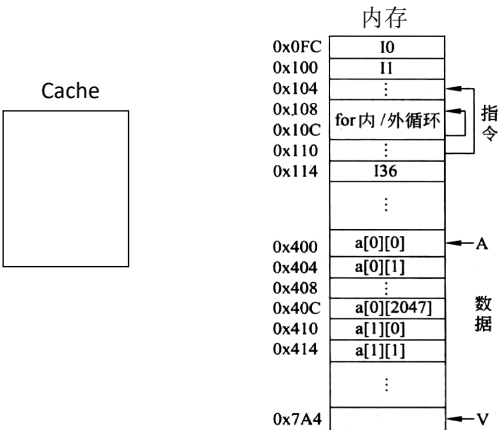 内存
Cache
0x0FC I0
0x100 I1
0x104 ⋮
0x108
for内/外循环
0x10C
0x110 ⋮
0x114 I36
⋮
指令
0x400 a[0][0] A
0x404 a[0][1]
0x408 ⋮
0x40C a[0][2047]
0x410 a[1][0]
0x414 a[1][1]
⋮
数据
0x7A4 V